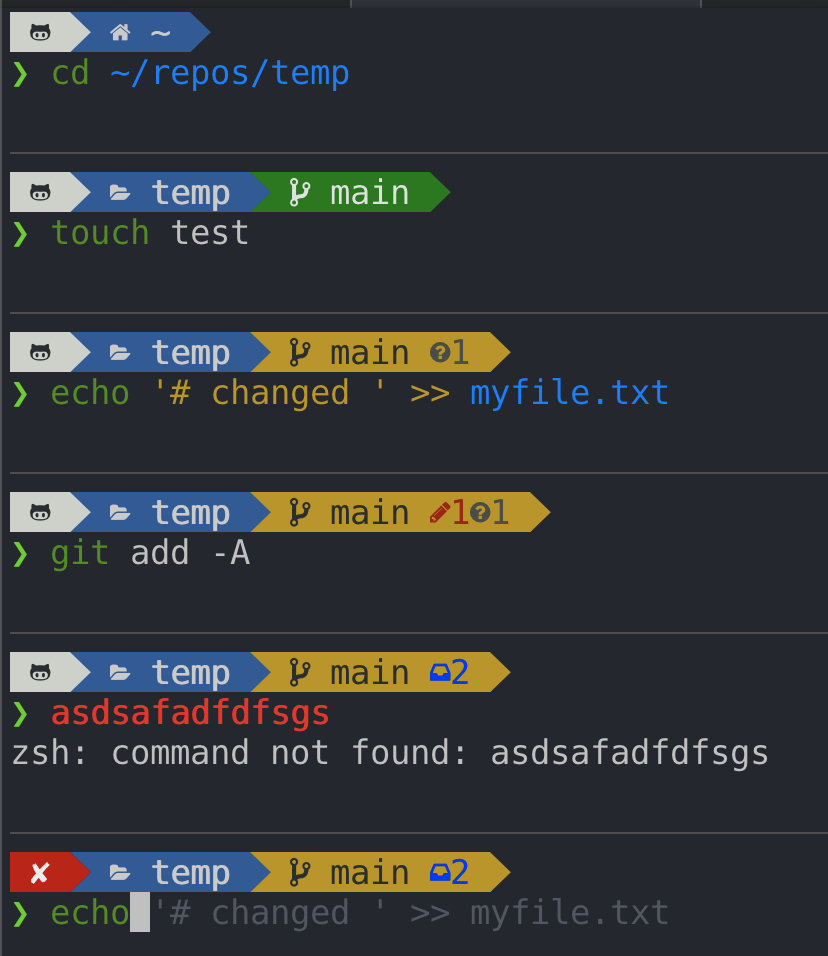 ~
❯ cd ~/repos/temp
temp main
❯ touch test
temp main ?1
❯ echo '# changed ' >> myfile.txt
temp main 1?1
❯ git add -A
temp main 2
❯ asdsafadfdfsgs
zsh: command not found: asdsafadfdfsgs
✘ temp main 2
❯ echo '# changed ' >> myfile.txt